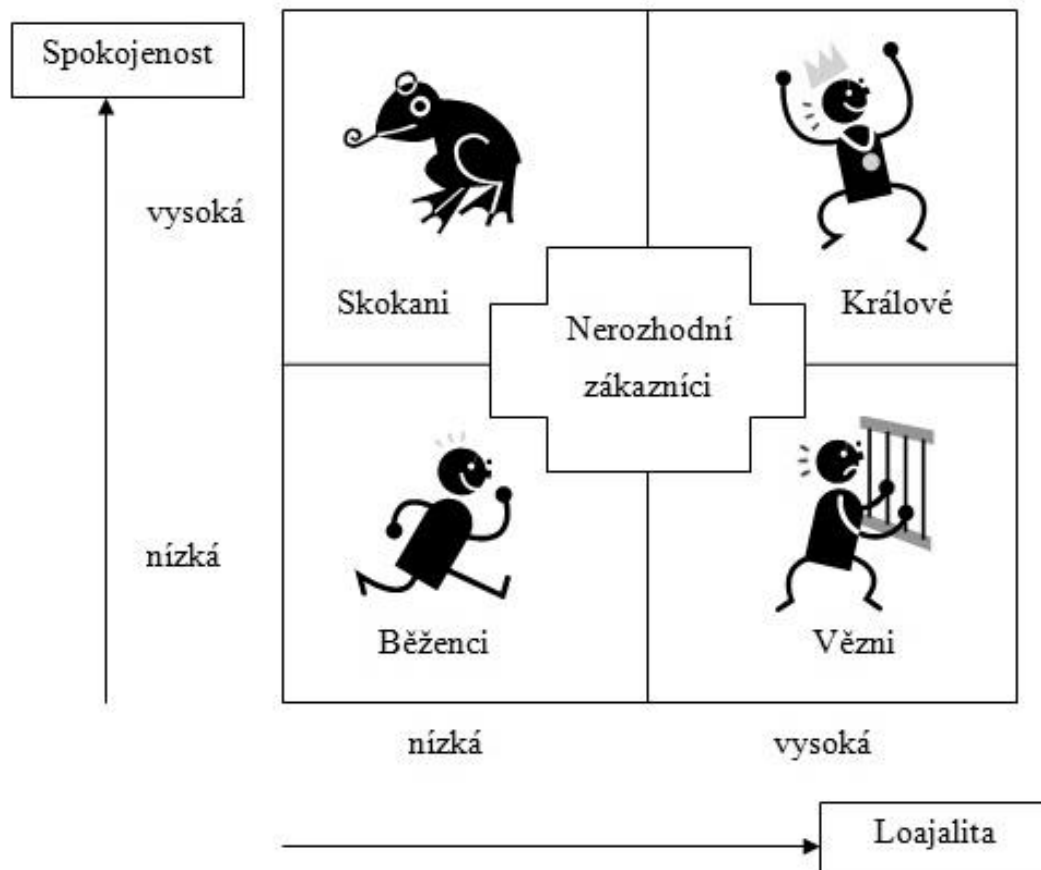 Spokojenost
vysoká
Skokani
Králové
Nerozhodní
zákazníci
nízká
Běženci
Vězni
nízká
vysoká
Loajalita